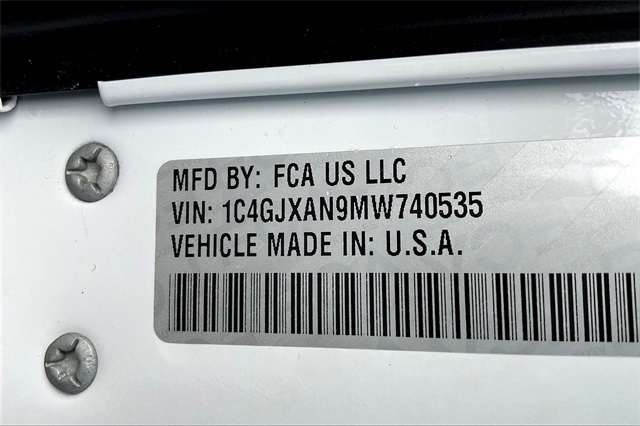 MFD BY: FCA US LLC
VIN: 1C4GJXAN9MW740535
VEHICLE MADE IN: U.S.A.